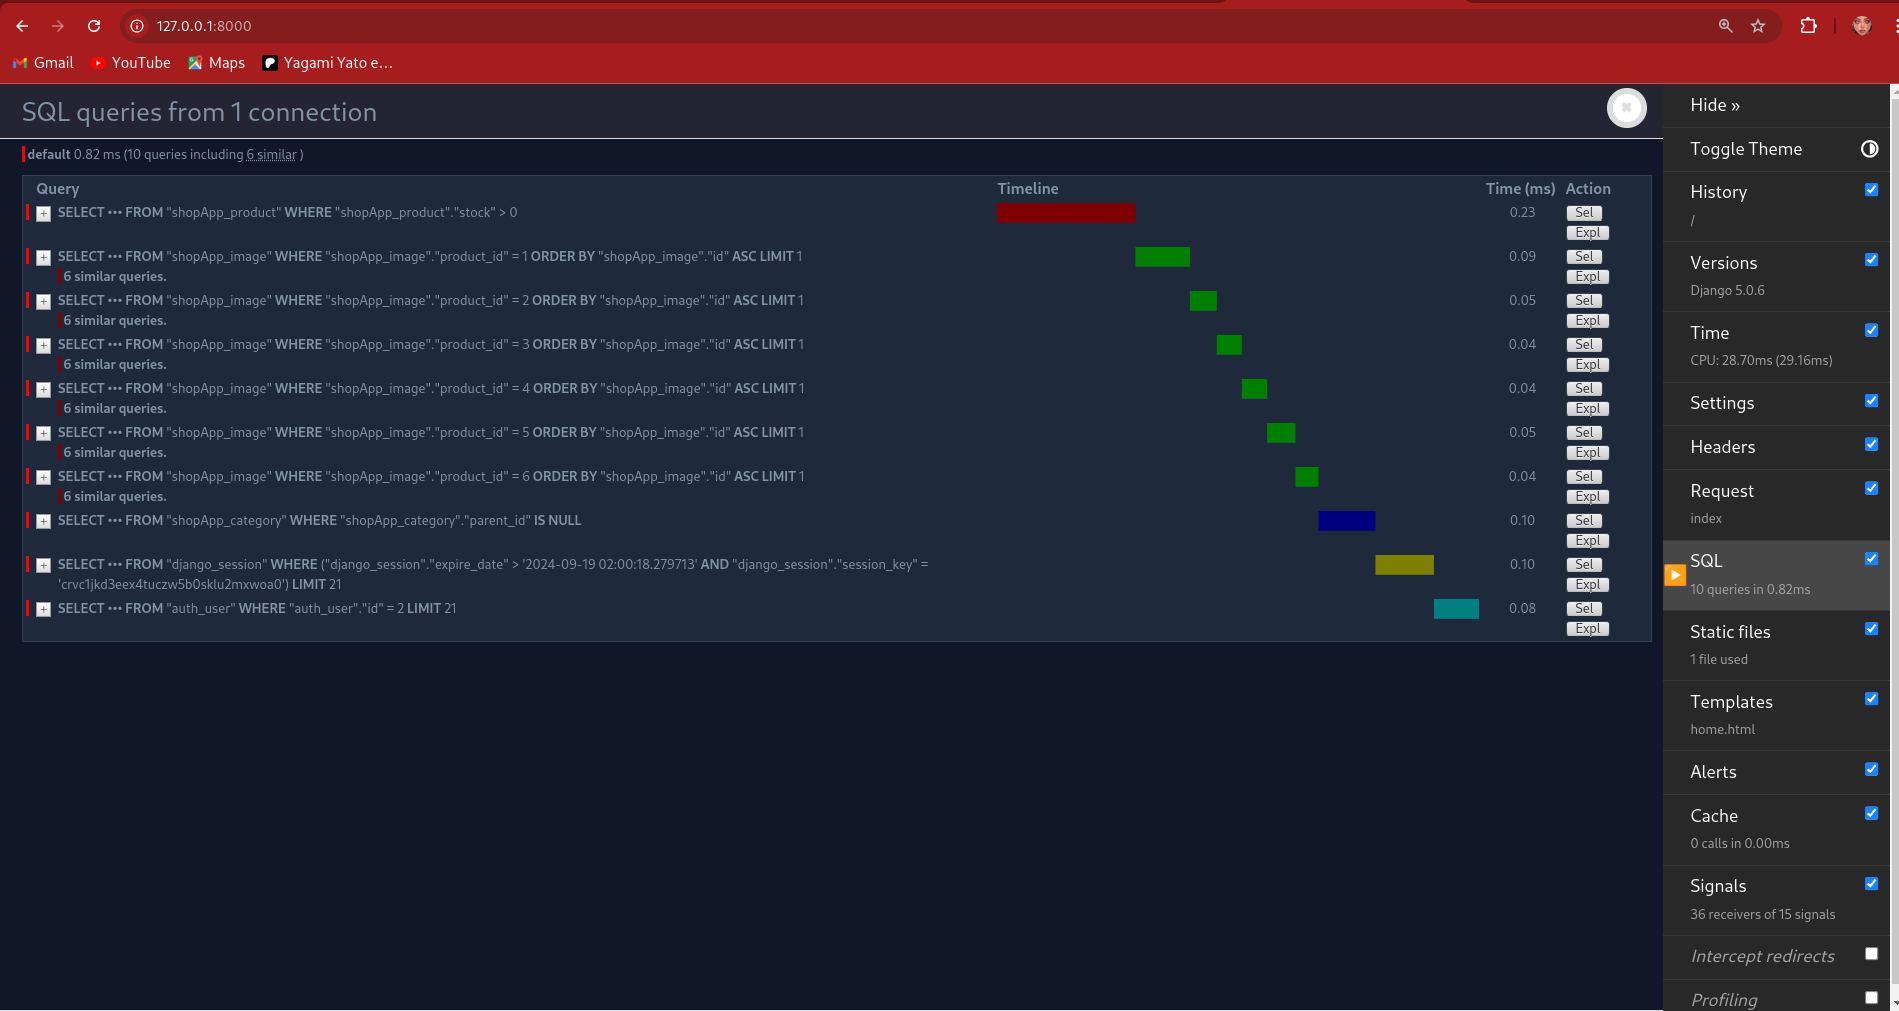 127.0.0.1:8000
Gmail YouTube Maps Yagami Yato e...
SQL queries from 1 connection
default 0.82 ms (10 queries including 6 similar )
Query Timeline Time (ms) Action
+ SELECT ••• FROM "shopApp_product" WHERE "shopApp_product"."stock" > 0 0.23 Sel
Expl
+ SELECT ••• FROM "shopApp_image" WHERE "shopApp_image"."product_id" = 1 ORDER BY "shopApp_image"."id" ASC LIMIT 1 0.09 Sel
6 similar queries. Expl
+ SELECT ••• FROM "shopApp_image" WHERE "shopApp_image"."product_id" = 2 ORDER BY "shopApp_image"."id" ASC LIMIT 1 0.05 Sel
6 similar queries. Expl
+ SELECT ••• FROM "shopApp_image" WHERE "shopApp_image"."product_id" = 3 ORDER BY "shopApp_image"."id" ASC LIMIT 1 0.04 Sel
6 similar queries. Expl
+ SELECT ••• FROM "shopApp_image" WHERE "shopApp_image"."product_id" = 4 ORDER BY "shopApp_image"."id" ASC LIMIT 1 0.04 Sel
6 similar queries. Expl
+ SELECT ••• FROM "shopApp_image" WHERE "shopApp_image"."product_id" = 5 ORDER BY "shopApp_image"."id" ASC LIMIT 1 0.05 Sel
6 similar queries. Expl
+ SELECT ••• FROM "shopApp_image" WHERE "shopApp_image"."product_id" = 6 ORDER BY "shopApp_image"."id" ASC LIMIT 1 0.04 Sel
6 similar queries. Expl
+ SELECT ••• FROM "shopApp_category" WHERE "shopApp_category"."parent_id" IS NULL 0.10 Sel
Expl
+ SELECT ••• FROM "django_session" WHERE ("django_session"."expire_date" > '2024-09-19 02:00:18.279713' AND "django_session"."session_key" = 0.10 Sel
'crvc1jkd3eex4tuczw5b0sklu2mxwoa0') LIMIT 21 Expl
+ SELECT ••• FROM "auth_user" WHERE "auth_user"."id" = 2 LIMIT 21 0.08 Sel
Expl
Hide »
Toggle Theme
History
/
Versions
Django 5.0.6
Time
CPU: 28.70ms (29.16ms)
Settings
Headers
Request
index
SQL
10 queries in 0.82ms
Static files
1 file used
Templates
home.html
Alerts
Cache
0 calls in 0.00ms
Signals
36 receivers of 15 signals
Intercept redirects
Profiling